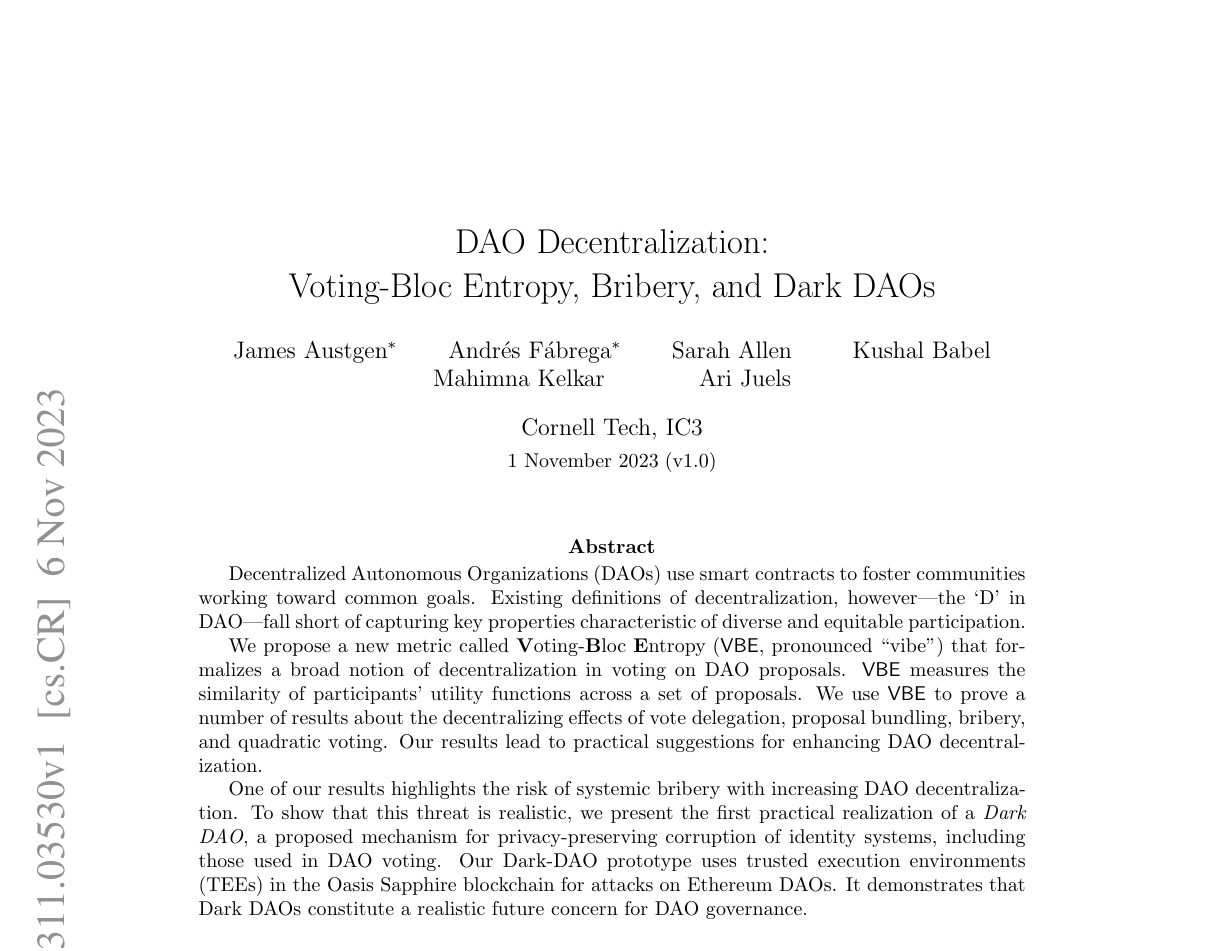 DAO Decentralization:
Voting-Bloc Entropy, Bribery, and Dark DAOs
James Austgen* Andrés Fábrega* Sarah Allen Kushal Babel
Mahimna Kelkar Ari Juels
Cornell Tech, IC3
1 November 2023 (v1.0)
Abstract
Decentralized Autonomous Organizations (DAOs) use smart contracts to foster communities
working toward common goals. Existing definitions of decentralization, however—the ‘D’ in
DAO—fall short of capturing key properties characteristic of diverse and equitable participation.
We propose a new metric called Voting-Bloc Entropy (VBE, pronounced “vibe”) that for-
malizes a broad notion of decentralization in voting on DAO proposals. VBE measures the
similarity of participants’ utility functions across a set of proposals. We use VBE to prove a
number of results about the decentralizing effects of vote delegation, proposal bundling, bribery,
and quadratic voting. Our results lead to practical suggestions for enhancing DAO decentral-
ization.
One of our results highlights the risk of systemic bribery with increasing DAO decentraliza-
tion. To show that this threat is realistic, we present the first practical realization of a Dark
DAO, a proposed mechanism for privacy-preserving corruption of identity systems, including
those used in DAO voting. Our Dark-DAO prototype uses trusted execution environments
(TEEs) in the Oasis Sapphire blockchain for attacks on Ethereum DAOs. It demonstrates that
Dark DAOs constitute a realistic future concern for DAO governance.
311.03530v1 [cs.CR] 6 Nov 2023